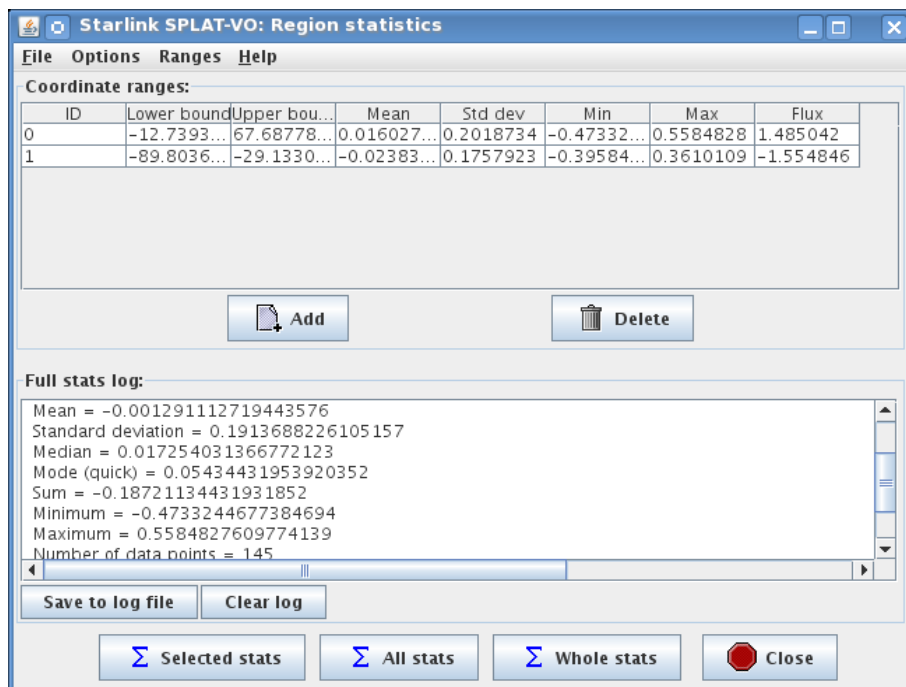 Starlink SPLAT-VO: Region statistics
File Options Ranges Help
Coordinate ranges:
ID Lower bound Upper bou... Mean Std dev Min Max Flux
0 -12.7393... 67.68778... 0.016027... 0.2018734 -0.47332... 0.5584828 1.485042
1 -89.8036... -29.1330... -0.02383... 0.1757923 -0.39584... 0.3610109 -1.554846
Add Delete
Full stats log:
Mean = -0.0012911127194435​76
Standard deviation = 0.1913688226105157
Median = 0.017254031366772123
Mode (quick) = 0.05434431953920352
Sum = -0.18721134431931852
Minimum = -0.4733244677384694
Maximum = 0.5584827609774139
Number of data points = 145
Save to log file Clear log
Σ Selected stats Σ All stats Σ Whole stats Close